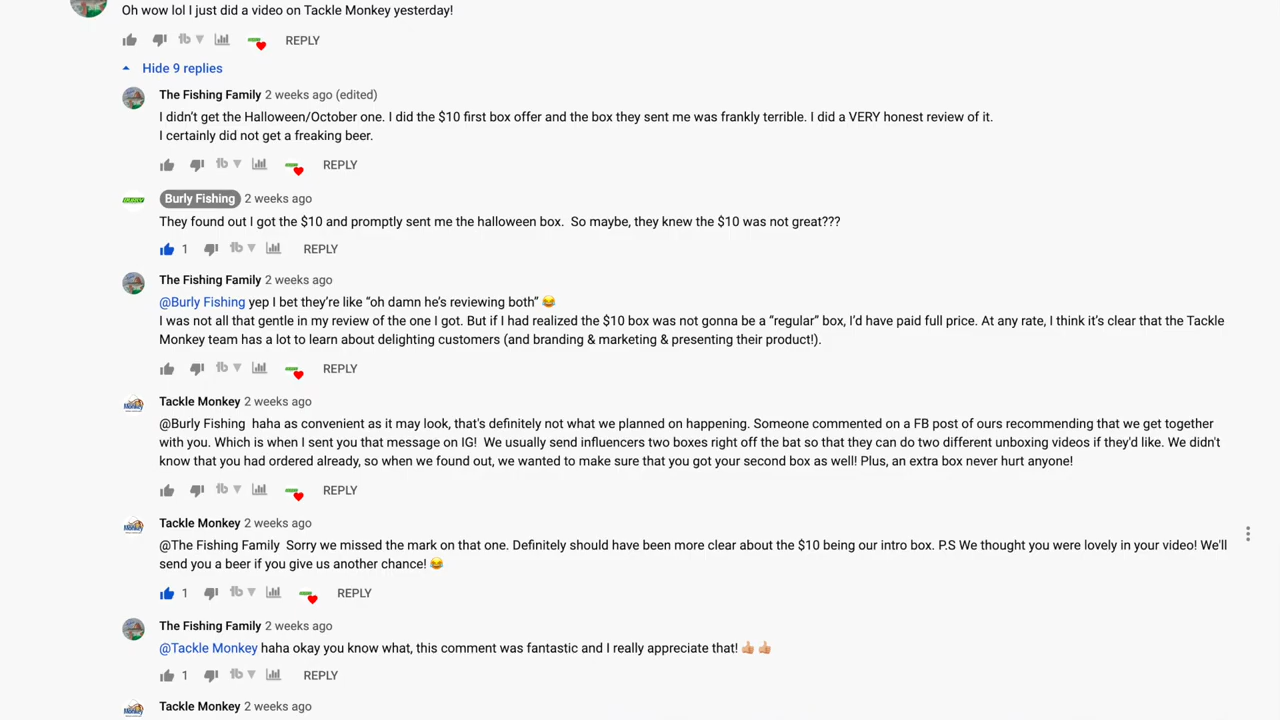 Oh wow lol I just did a video on Tackle Monkey yesterday!
REPLY
Hide 9 replies
The Fishing Family 2 weeks ago (edited)
I didn't get the Halloween/October one. I did the $10 first box offer and the box they sent me was frankly terrible. I did a VERY honest review of it.
I certainly did not get a freaking beer.
REPLY
Burly Fishing 2 weeks ago
They found out I got the $10 and promptly sent me the halloween box.  So maybe, they knew the $10 was not great???
1 REPLY
The Fishing Family 2 weeks ago
@Burly Fishing yep I bet they're like “oh damn he's reviewing both” 😂
I was not all that gentle in my review of the one I got. But if I had realized the $10 box was not gonna be a “regular” box, I'd have paid full price. At any rate, I think it's clear that the Tackle
Monkey team has a lot to learn about delighting customers (and branding & marketing & presenting their product!).
REPLY
Tackle Monkey 2 weeks ago
@Burly Fishing  haha as convenient as it may look, that's definitely not what we planned on happening. Someone commented on a FB post of ours recommending that we get together
with you. Which is when I sent you that message on IG!  We usually send influencers two boxes right off the bat so that they can do two different unboxing videos if they'd like. We didn't
know that you had ordered already, so when we found out, we wanted to make sure that you got your second box as well! Plus, an extra box never hurt anyone!
REPLY
Tackle Monkey 2 weeks ago
@The Fishing Family  Sorry we missed the mark on that one. Definitely should have been more clear about the $10 being our intro box. P.S We thought you were lovely in your video! We'll
send you a beer if you give us another chance! 😂
1 REPLY
The Fishing Family 2 weeks ago
@Tackle Monkey haha okay you know what, this comment was fantastic and I really appreciate that! 👍🏼 👍🏼
1 REPLY
Tackle Monkey 2 weeks ago